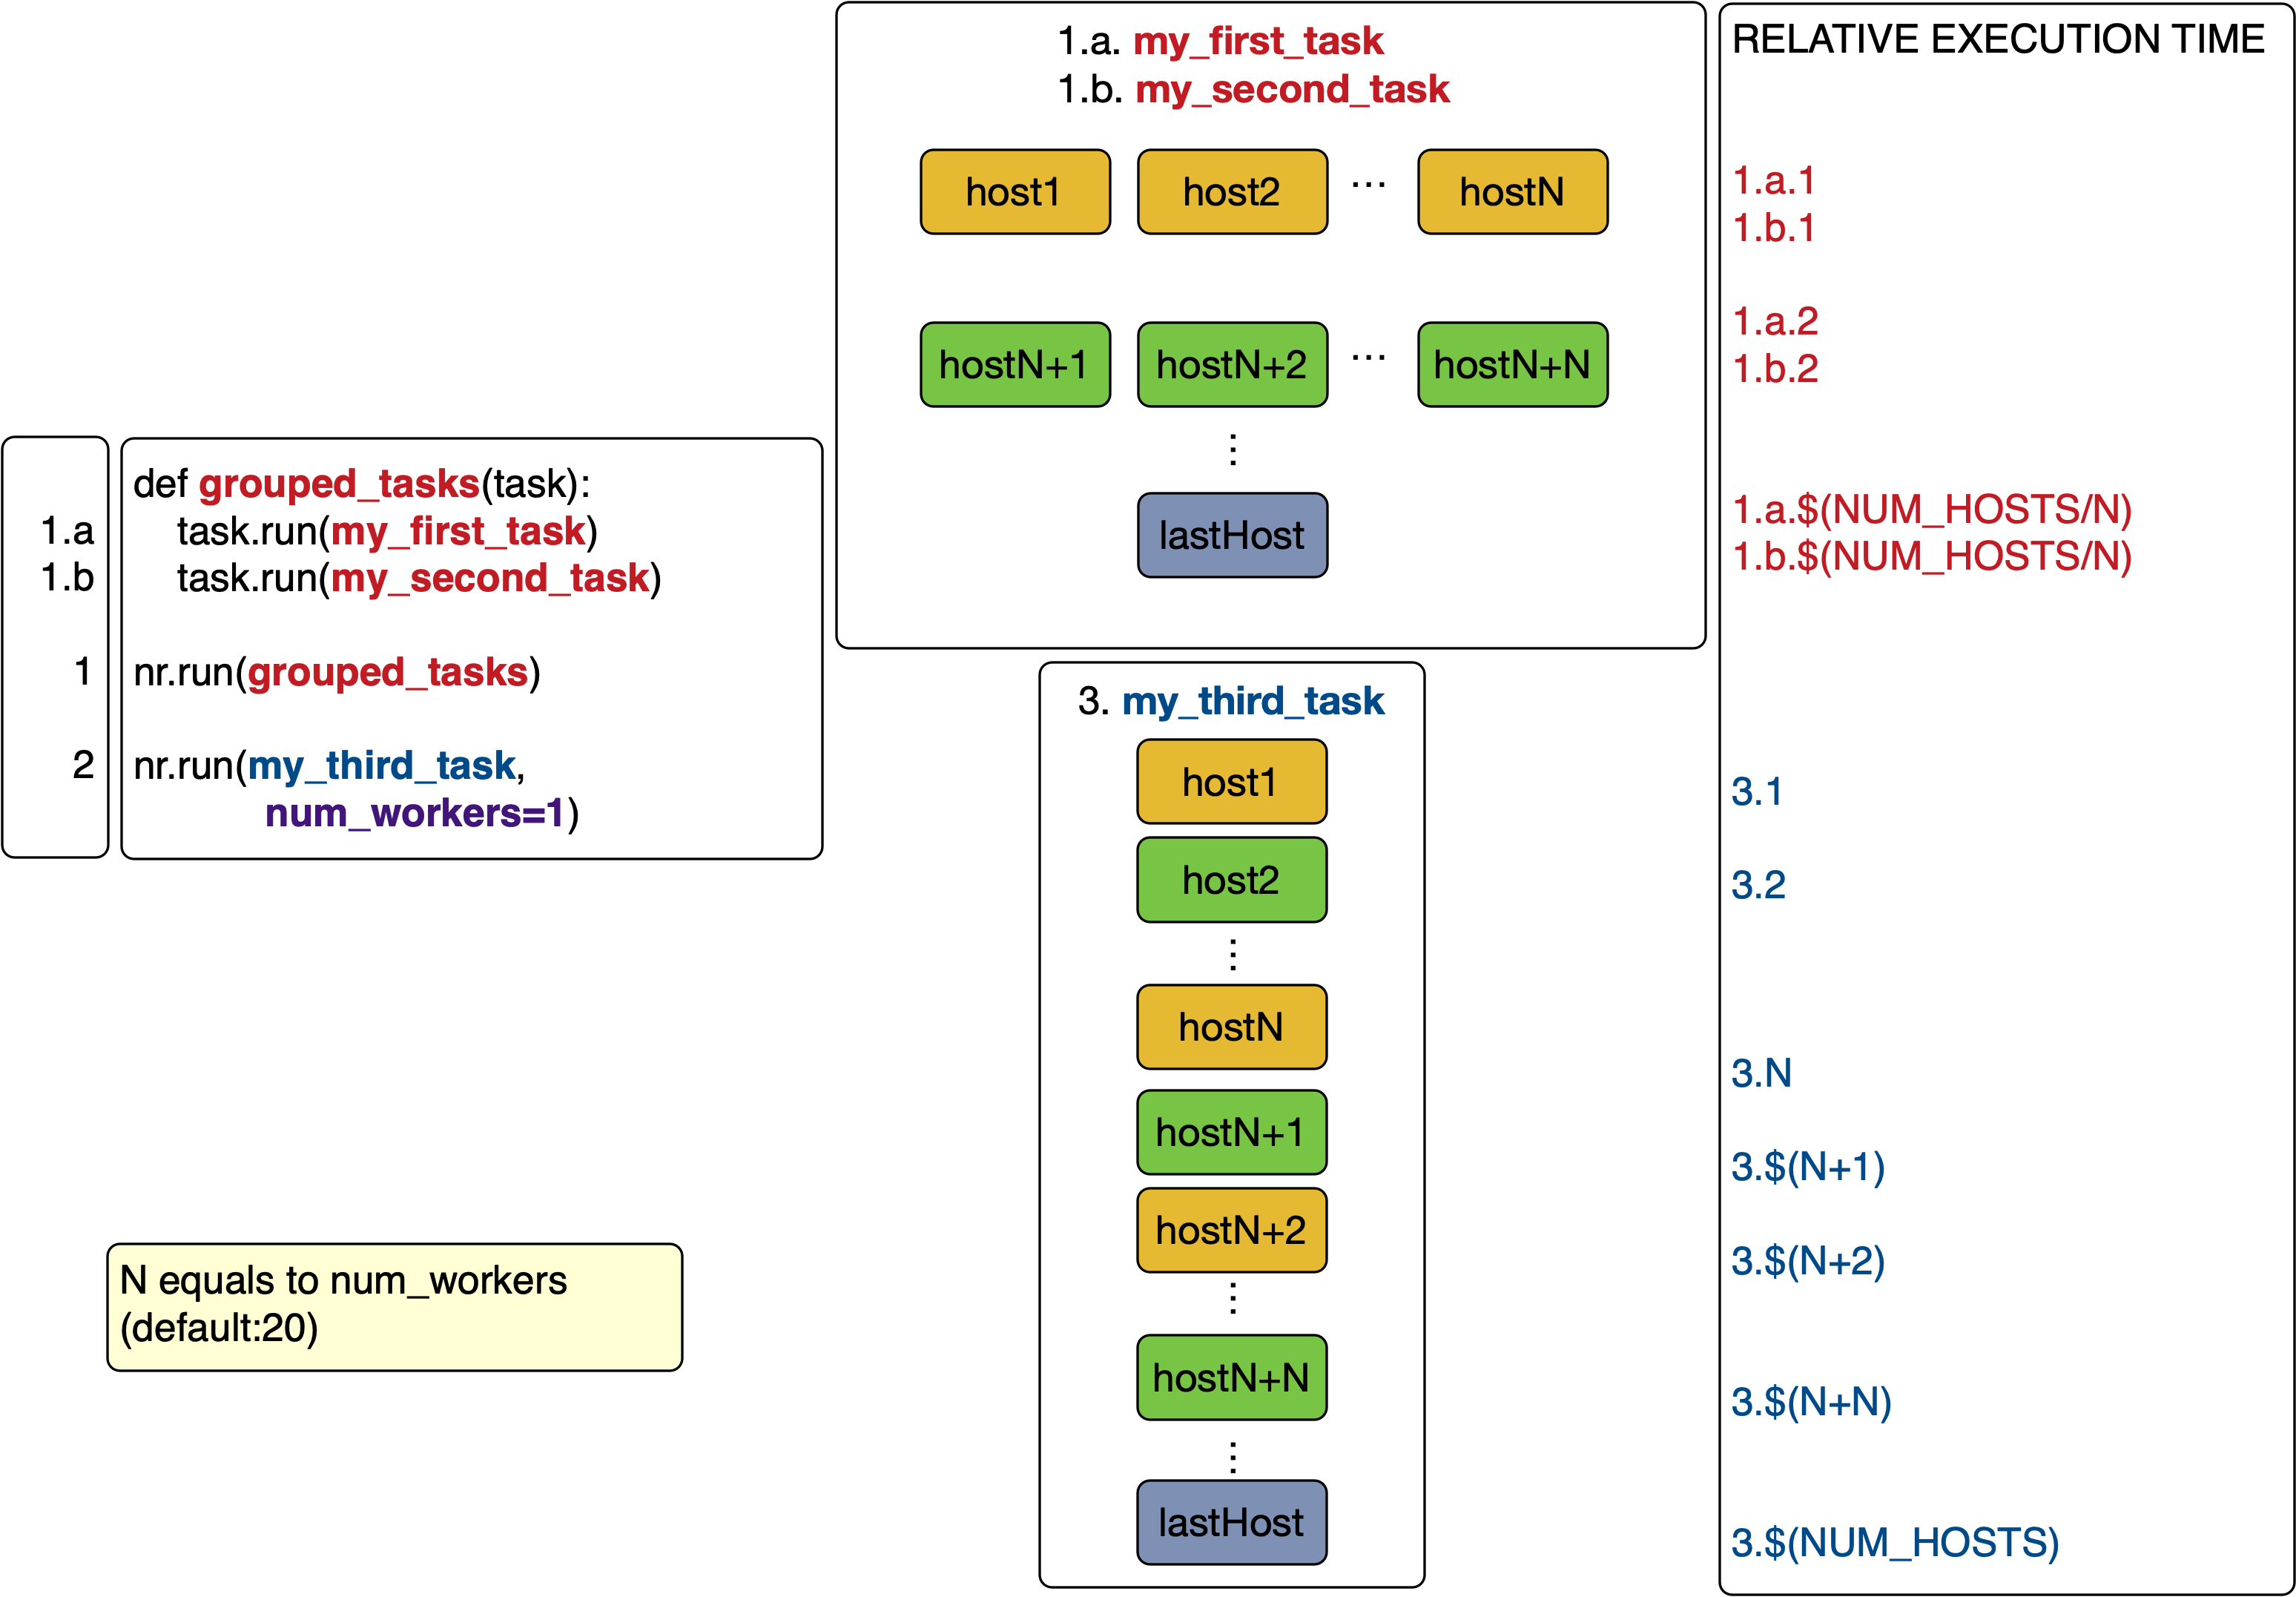 1.a. my_first_task
1.b. my_second_task
host1 host2 ... hostN
hostN+1 hostN+2 ... hostN+N
⋮
lastHost
RELATIVE EXECUTION TIME
1.a.1
1.b.1
1.a.2
1.b.2
1.a.$(NUM_HOSTS/N)
1.b.$(NUM_HOSTS/N)
3.1
3.2
3.N
3.$(N+1)
3.$(N+2)
3.$(N+N)
3.$(NUM_HOSTS)
def grouped_tasks(task):
1.a task.run(my_first_task)
1.b task.run(my_second_task)
1 nr.run(grouped_tasks)
2 nr.run(my_third_task,
num_workers=1)
3. my_third_task
host1
host2
⋮
hostN
hostN+1
hostN+2
⋮
hostN+N
⋮
lastHost
N equals to num_workers
(default:20)